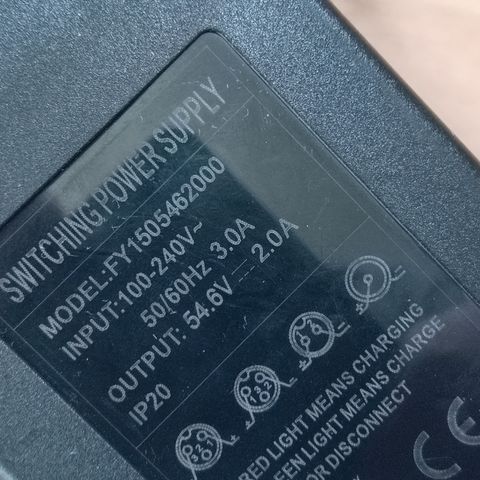 SWITCHING POWER SUPPLY
MODEL:FY1505462000
INPUT:100-240V~
50/60Hz 3.0A
OUTPUT: 54.6V⎓2.0A
IP20
RED LIGHT MEANS CHARGING
EEN LIGHT MEANS CHARGE
OR DISCONNECT
CE